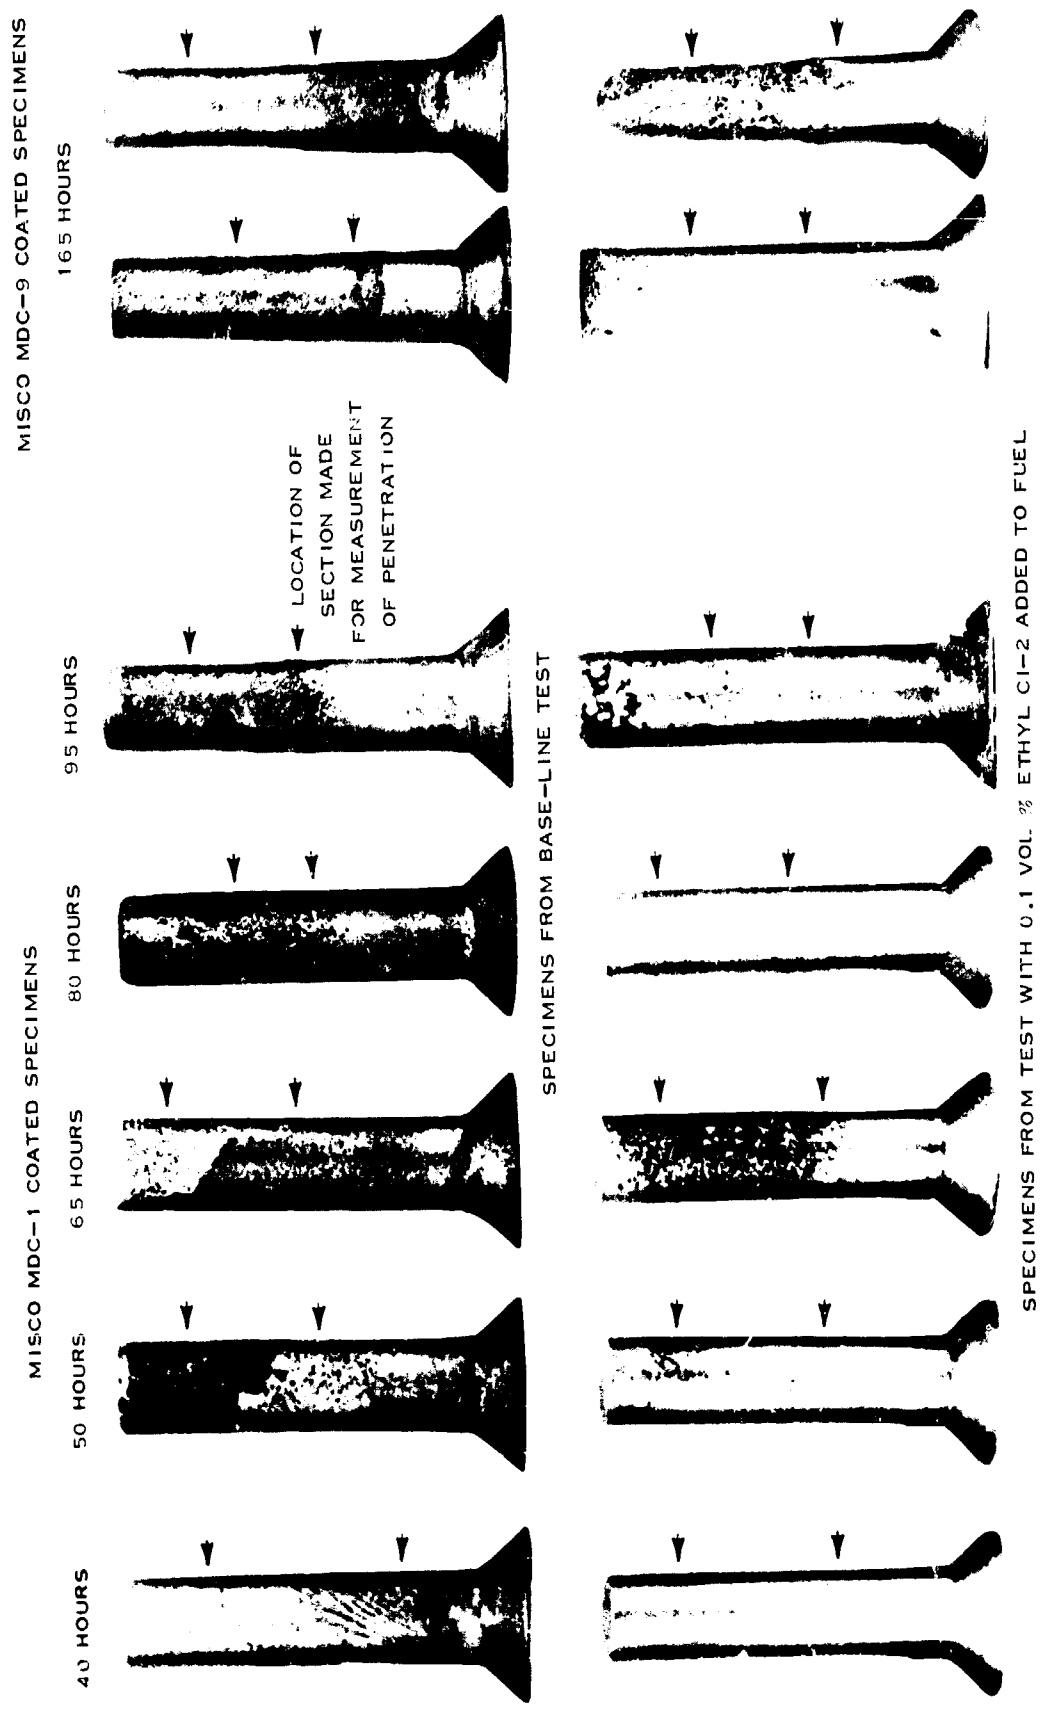 MISCO MDC-1 COATED SPECIMENS
MISCO MDC-9 COATED SPECIMENS
40 HOURS
50 HOURS
65 HOURS
80 HOURS
95 HOURS
165 HOURS
LOCATION OF
SECTION MADE
FOR MEASUREMENT
OF PENETRATION
SPECIMENS FROM BASE-LINE TEST
SPECIMENS FROM TEST WITH 0.1 VOL % ETHYL CI-2 ADDED TO FUEL